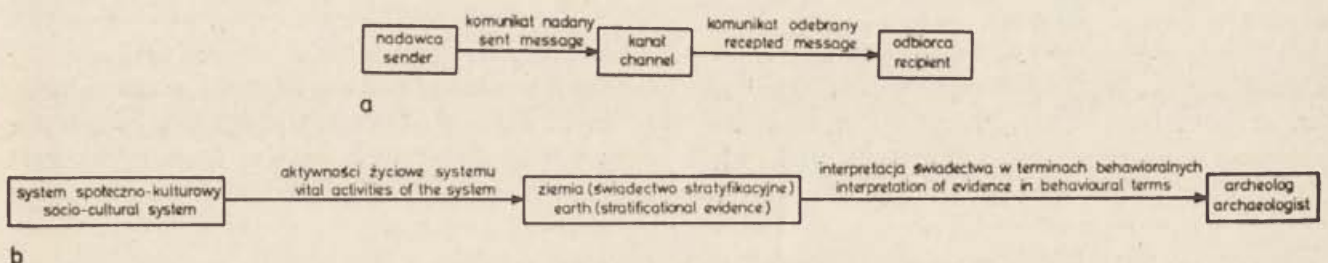 komunikat nadany
sent message
komunikat odebrany
recepted message
nadawca
sender
kanał
channel
odbiorca
recipient
a
aktywności życiowe systemu
vital activities of the system
interpretacja świadectwa w terminach behawioralnych
interpretation of evidence in behavioural terms
system społeczno-kulturowy
socio-cultural system
ziemia (świadectwo stratyfikacyjne)
earth (stratificational evidence)
archeolog
archaeologist
b